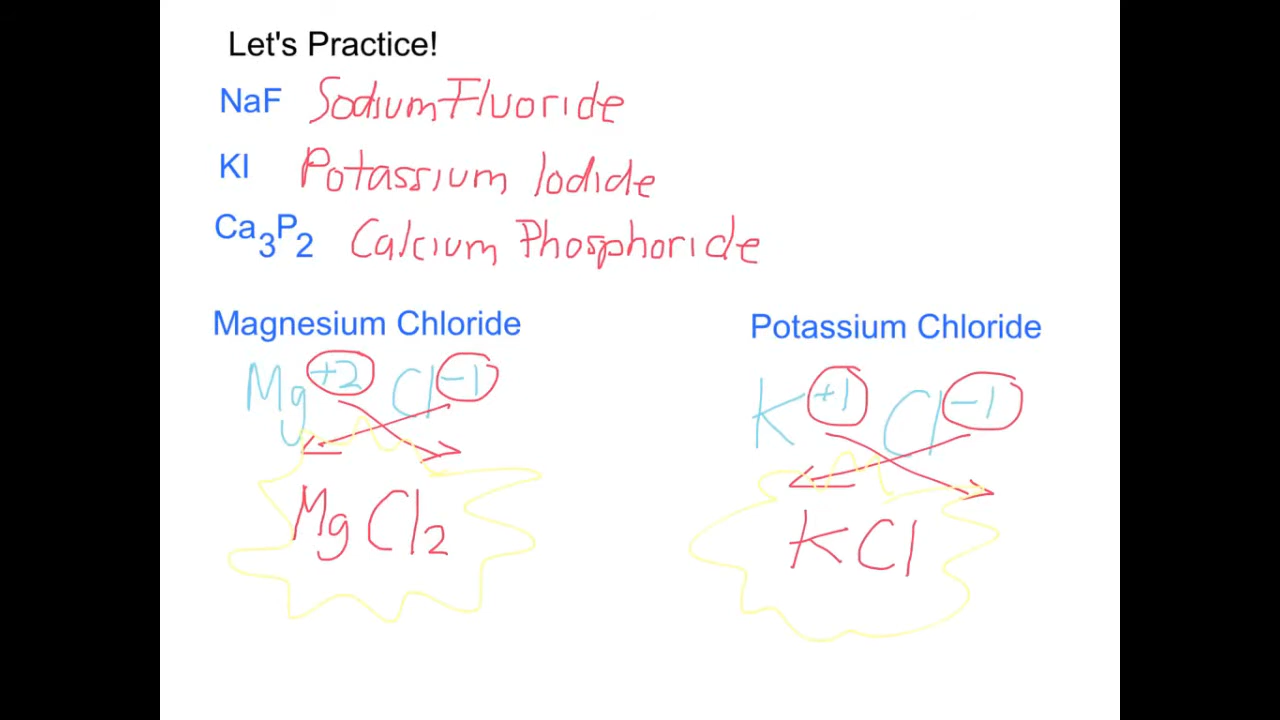 Let's Practice!
NaF Sodium Fluoride
KI Potassium Iodide
Ca3P2 Calcium Phosphoride
Magnesium Chloride
Mg+2 Cl-1
MgCl2
Potassium Chloride
K+1 Cl-1
KCl